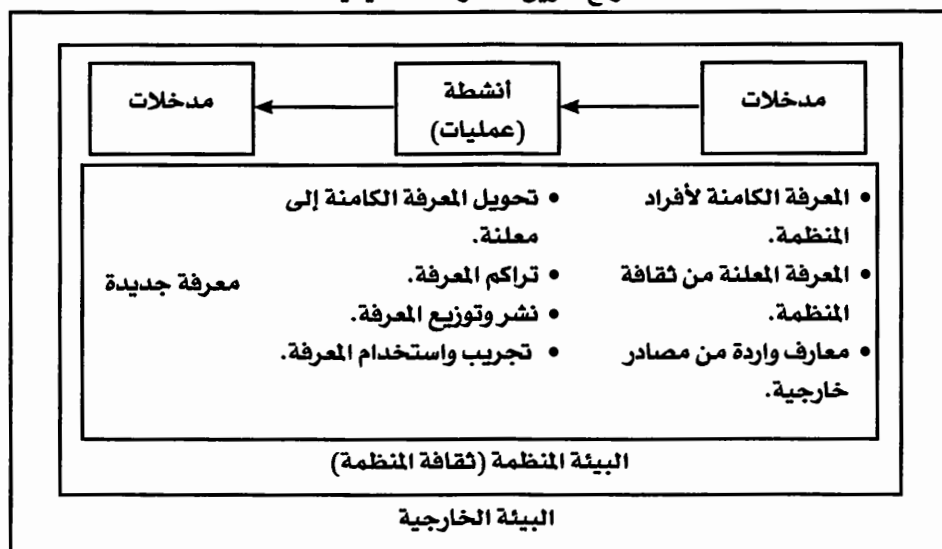 مدخلات
أنشطة
(عمليات)
مدخلات
• المعرفة الكامنة لأفراد
المنظمة.
• المعرفة المعلنة من ثقافة
المنظمة.
• معارف واردة من مصادر
خارجية.
• تحويل المعرفة الكامنة إلى
معلنة.
• تراكم المعرفة.
• نشر وتوزيع المعرفة.
• تجريب واستخدام المعرفة.
معرفة جديدة
البيئة المنظمة (ثقافة المنظمة)
البيئة الخارجية